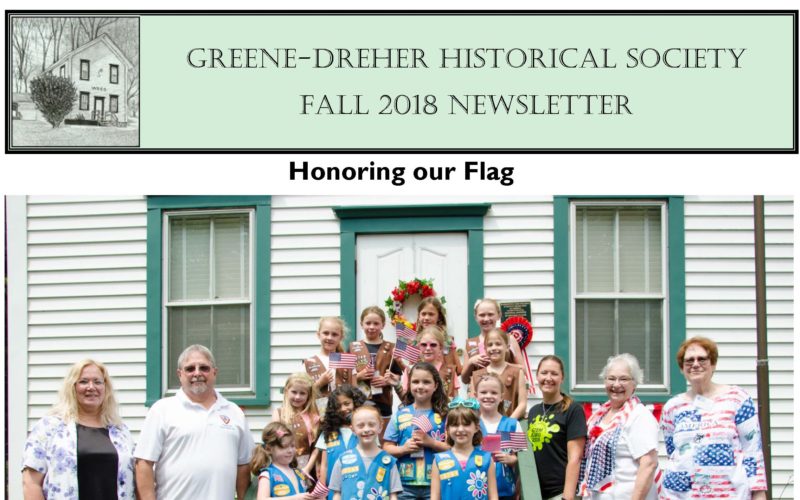 GREENE-DREHER HISTORICAL SOCIETY
FALL 2018 NEWSLETTER
Honoring our Flag